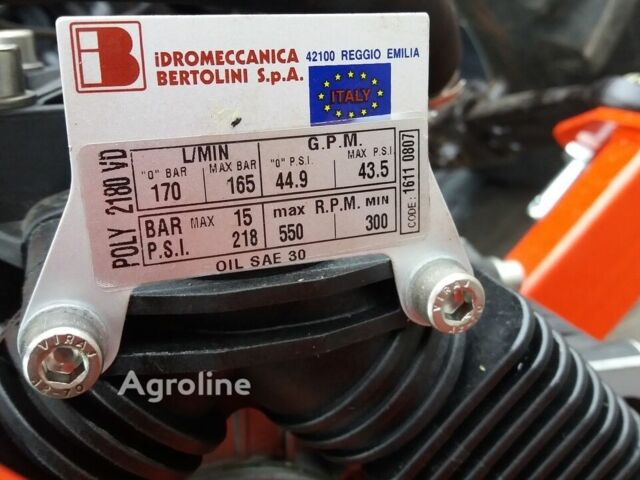 iB
iDROMECCANICA
BERTOLINI S.p.A.
42100 REGGIO EMILIA
ITALY
POLY 2180 VD
L/MIN G.P.M.
"0" BAR MAX BAR "0" P.S.I. MAX P.S.I.
170 165 44.9 43.5
BAR MAX 15 max R.P.M. MIN
P.S.I. 218 550 300
CODE: 1611 0807
OIL SAE 30
Agroline